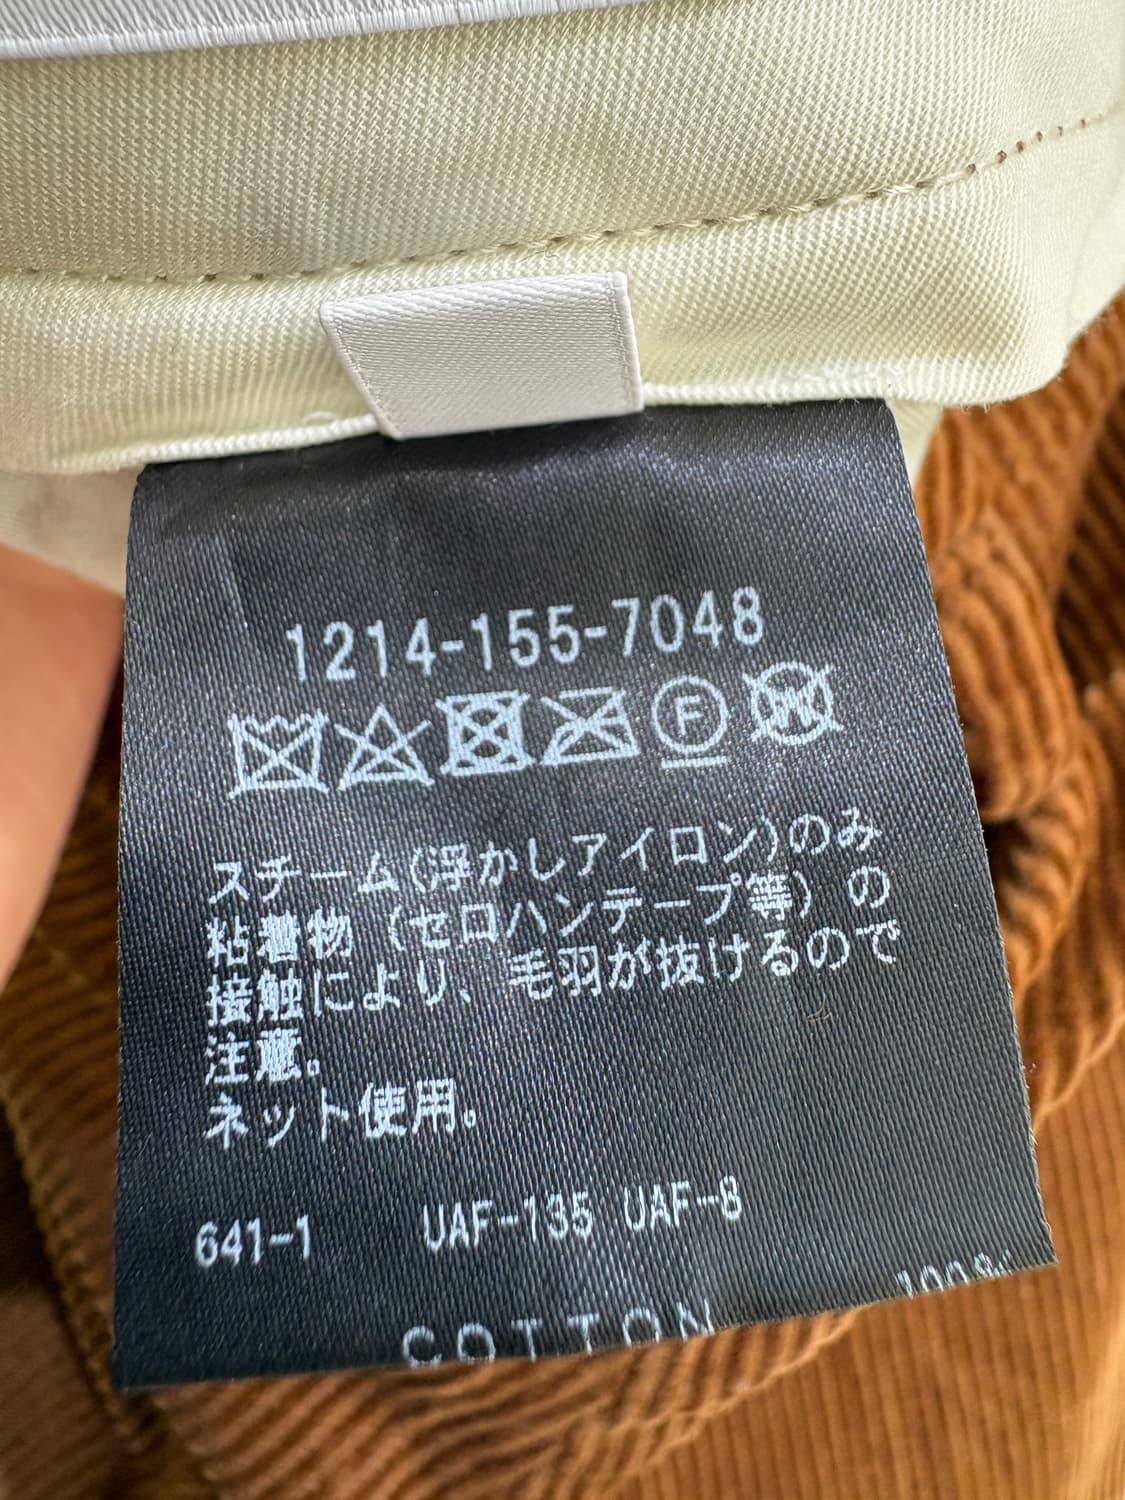 1214-155-7048
F W
スチーム(浮かしアイロン)のみ
粘着物(セロハンテープ等)の
接触により、毛羽が抜けるので
注意。
ネット使用。
641-1 UAF-135 UAF-8
COTTON 100%